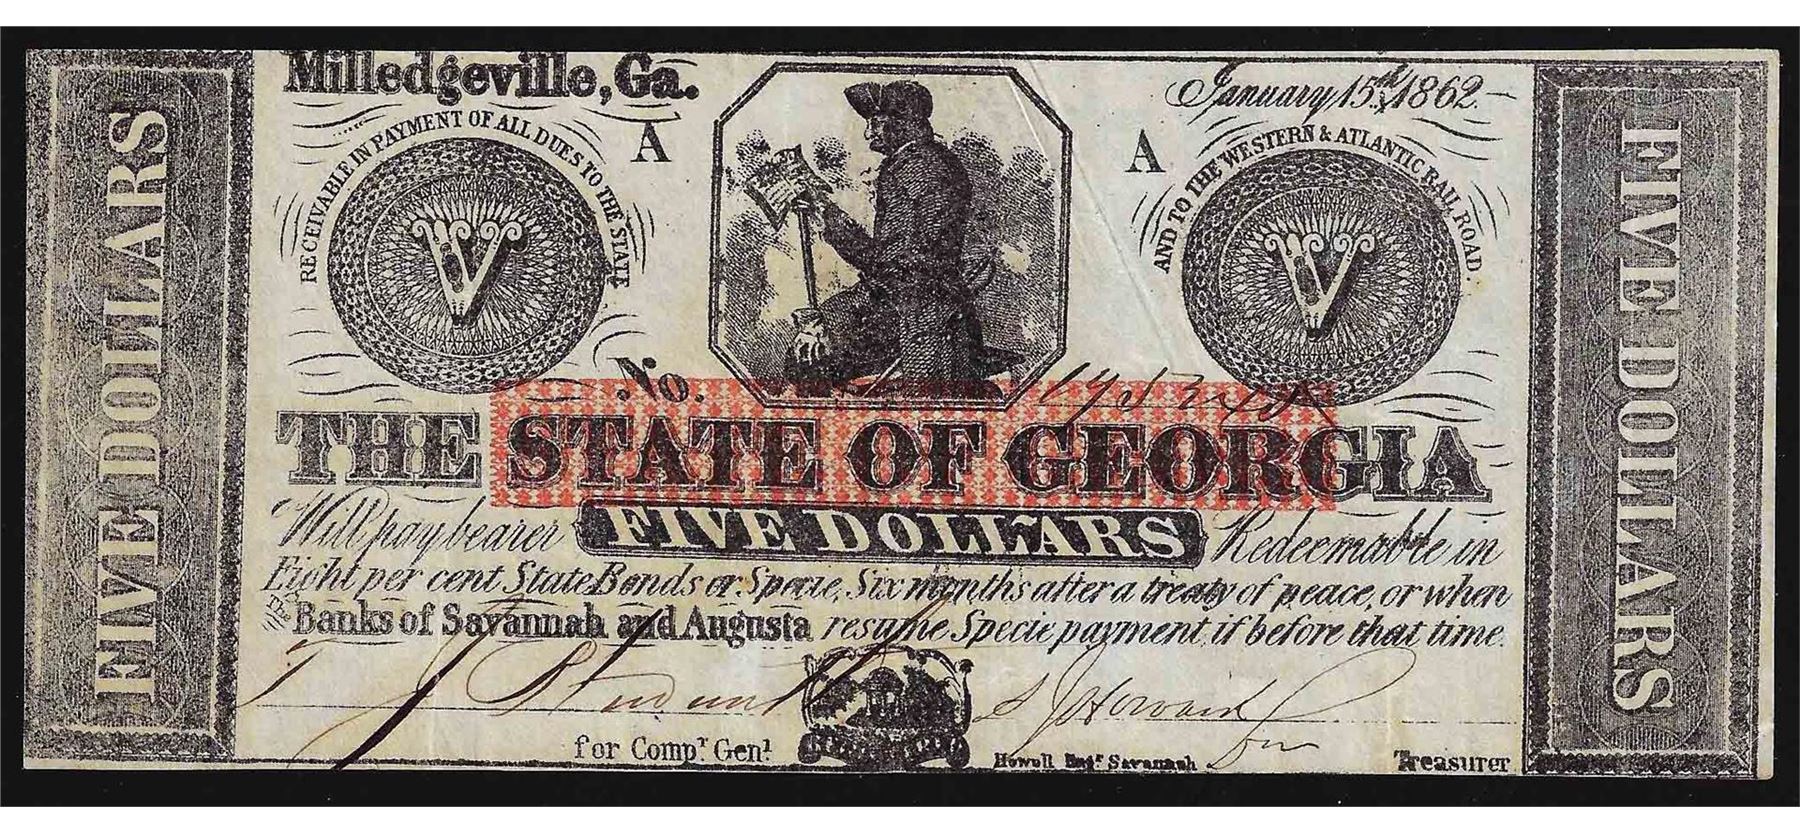 Milledgeville, Ga.
January 15th, 1862
RECEIVABLE IN PAYMENT OF ALL DUES TO THE STATE
AND TO THE WESTERN & ATLANTIC RAIL ROAD.
A
A
V
V
FIVE DOLLARS
FIVE DOLLARS
No.
THE STATE OF GEORGIA
Will pay bearer FIVE DOLLARS Redeemable in
Eight per cent State Bonds or Specie, Six months after a treaty of peace, or when
The Banks of Savannah and Augusta resume Specie payment if before that time.
for Compr. Genl.
Howell Engr Savannah
for
Treasurer